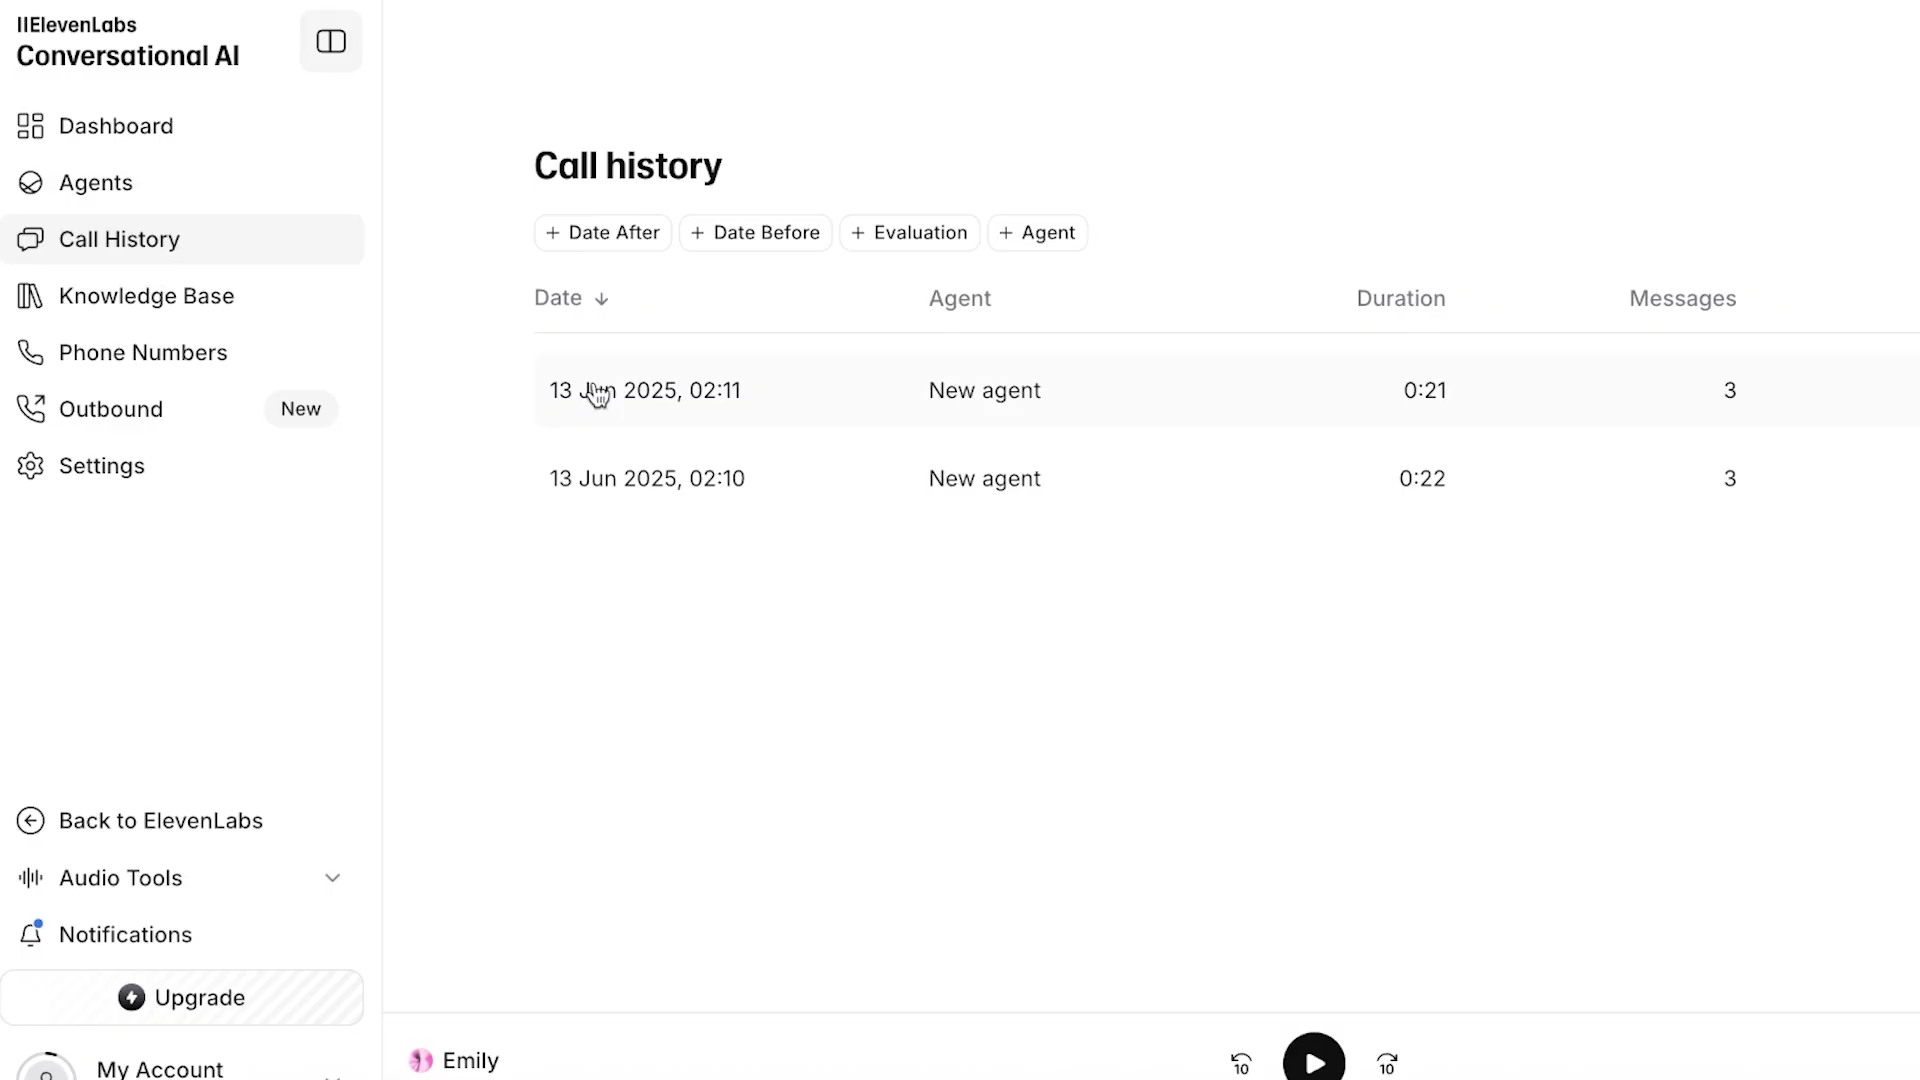 IIElevenLabs
Conversational AI
Dashboard
Agents
Call History
Knowledge Base
Phone Numbers
Outbound New
Settings
Back to ElevenLabs
Audio Tools
Notifications
Upgrade
My Account
Call history
+ Date After + Date Before + Evaluation + Agent
Date ↓ Agent Duration Messages
13 Jun 2025, 02:11 New agent 0:21 3
13 Jun 2025, 02:10 New agent 0:22 3
Emily 10 10